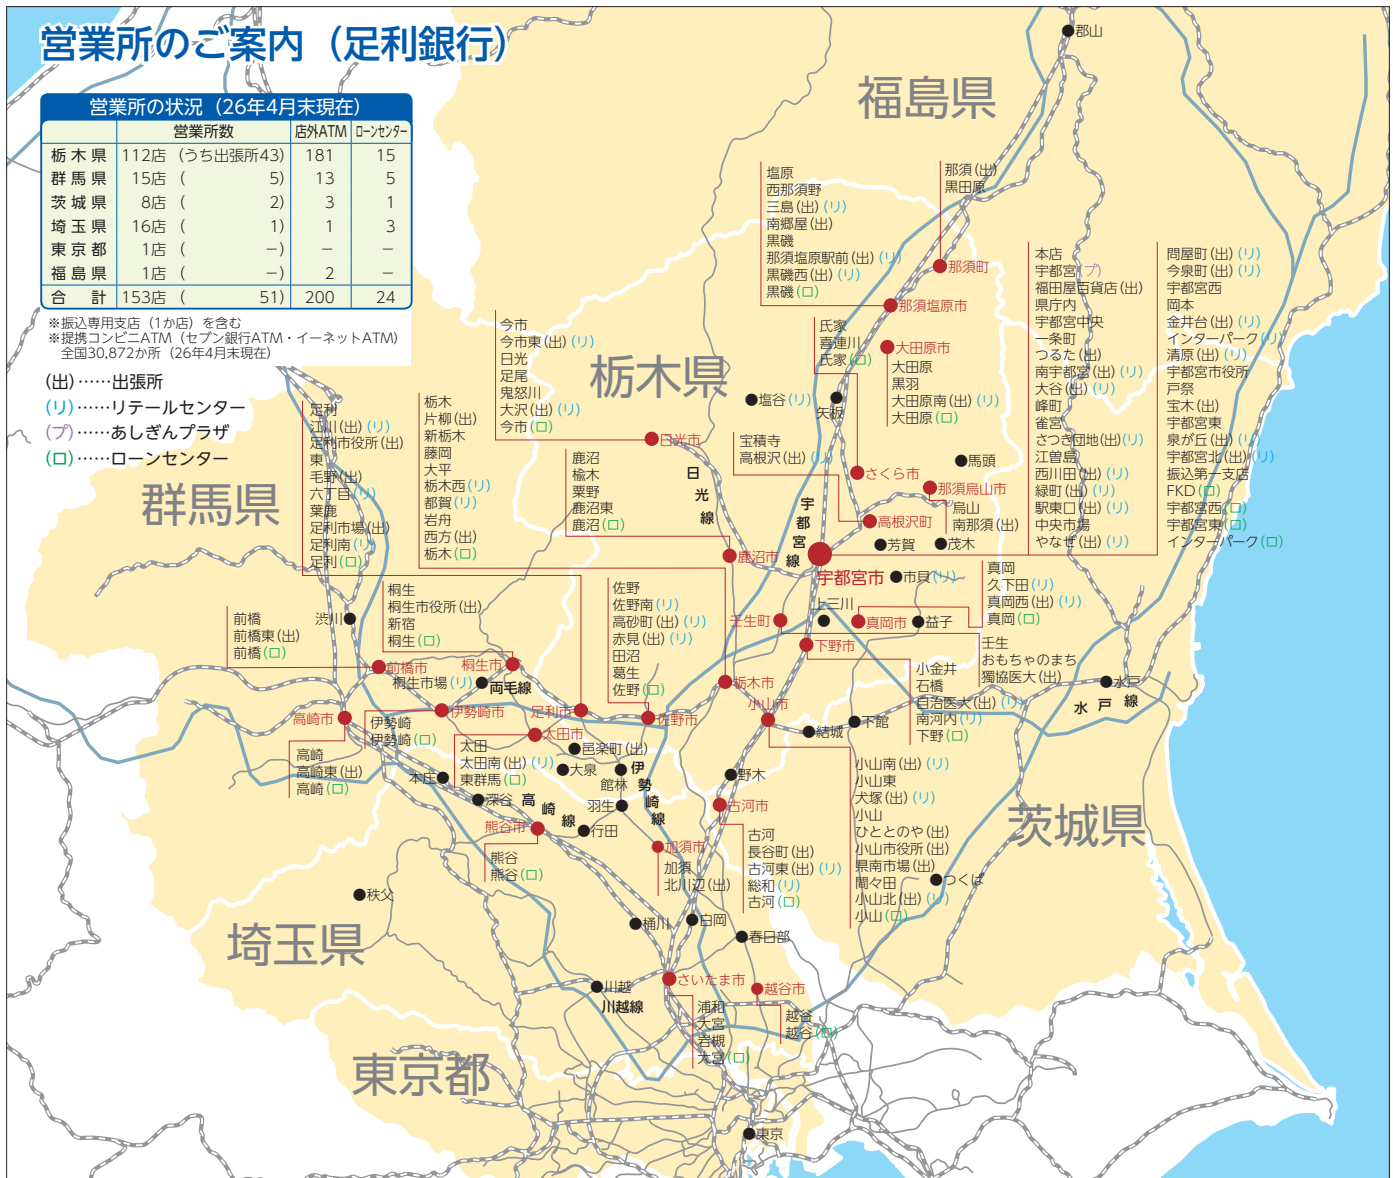 営業所のご案内（足利銀行）
営業所の状況（26年4月末現在）
営業所数 店外ATM ローンセンター
栃木県 112店（うち出張所43） 181 15
群馬県 15店（ 5） 13 5
茨城県 8店（ 2） 3 1
埼玉県 16店（ 1） 1 3
東京都 1店（ －） － －
福島県 1店（ －） 2 －
合計 153店（ 51） 200 24
※振込専用支店（1か店）を含む
※提携コンビニATM（セブン銀行ATM・イーネットATM）
全国30,872か所（26年4月末現在）
(出)……出張所
(リ)……リテールセンター
(プ)……あしぎんプラザ
(ロ)……ローンセンター
福島県
栃木県
群馬県
茨城県
埼玉県
東京都
郡山
塩原
西那須野
三島(出)(リ)
南郷屋(出)
黒磯
那須塩原駅前(出)(リ)
黒磯西(出)(リ)
黒磯(ロ)
那須塩原市
那須(出)
黒田原
那須町
本店
宇都宮(プ)
福田屋百貨店(出)
県庁内
宇都宮中央
一条町
つるた(出)
南宇都宮(出)(リ)
大谷(出)(リ)
峰町
雀宮
さつき団地(出)(リ)
江曽島
西川田(出)(リ)
緑町(出)(リ)
駅東口(出)(リ)
中央市場
やなぜ(出)(リ)
問屋町(出)(リ)
今泉町(出)(リ)
宇都宮西
岡本
金井台(出)(リ)
インターパーク(リ)
清原(出)(リ)
宇都宮市役所
戸祭
宝木(出)
宇都宮東
泉が丘(出)(リ)
宇都宮北(出)(リ)
振込第一支店
FKD(ロ)
宇都宮西(ロ)
宇都宮東(ロ)
インターパーク(ロ)
宇都宮市
今市
今市東(出)(リ)
日光
足尾
鬼怒川
大沢(出)(リ)
今市(ロ)
日光市
氏家
喜連川
氏家(ロ)
さくら市
大田原市
大田原
黒羽
大田原南(出)(リ)
大田原(ロ)
塩谷(リ)
矢板
宝積寺
高根沢(出)(リ)
高根沢町
馬頭
那須烏山市
烏山
南那須(出)
芳賀
茂木
市貝(リ)
鹿沼
楡木
粟野
鹿沼東
鹿沼(ロ)
鹿沼市
日光線
宇都宮線
足利
江川(出)(リ)
足利市役所(出)
東
毛野(出)
六丁目(リ)
葉鹿
足利市場(出)
足利南(リ)
足利(ロ)
足利市
栃木
片柳(出)
新栃木
藤岡
大平
栃木西(リ)
都賀(リ)
岩舟
西方(出)
栃木(ロ)
栃木市
桐生
桐生市役所(出)
新宿
桐生(ロ)
桐生市
桐生市場(リ)
両毛線
前橋
前橋東(出)
前橋(ロ)
前橋市
渋川
佐野
佐野南(リ)
高砂町(出)(リ)
赤見(出)(リ)
田沼
葛生
佐野(ロ)
佐野市
壬生町
上三川
真岡市
益子
真岡
久下田(リ)
真岡西(出)(リ)
真岡(ロ)
壬生
おもちゃのまち
獨協医大(出)
下野市
小金井
石橋
自治医大(出)(リ)
南河内(リ)
下野(ロ)
水戸
水戸線
小山市
結城
下館
小山南(出)(リ)
小山東
犬塚(出)(リ)
小山
ひととのや(出)
小山市役所(出)
県南市場(出)
間々田
小山北(出)(リ)
小山(ロ)
つくば
高崎市
高崎
高崎東(出)
高崎(ロ)
伊勢崎市
伊勢崎
伊勢崎(ロ)
太田市
太田
太田南(出)(リ)
東群馬(ロ)
邑楽町(出)
大泉
館林
伊勢崎線
羽生
行田
本庄
深谷
高崎線
熊谷市
熊谷
熊谷(ロ)
野木
古河市
古河
長谷町(出)
古河東(出)(リ)
総和(リ)
古河(ロ)
加須市
加須
北川辺(出)
秩父
桶川
白岡
春日部
川越
川越線
さいたま市
浦和
大宮
岩槻
大宮(ロ)
越谷市
越谷
越谷(ロ)
東京